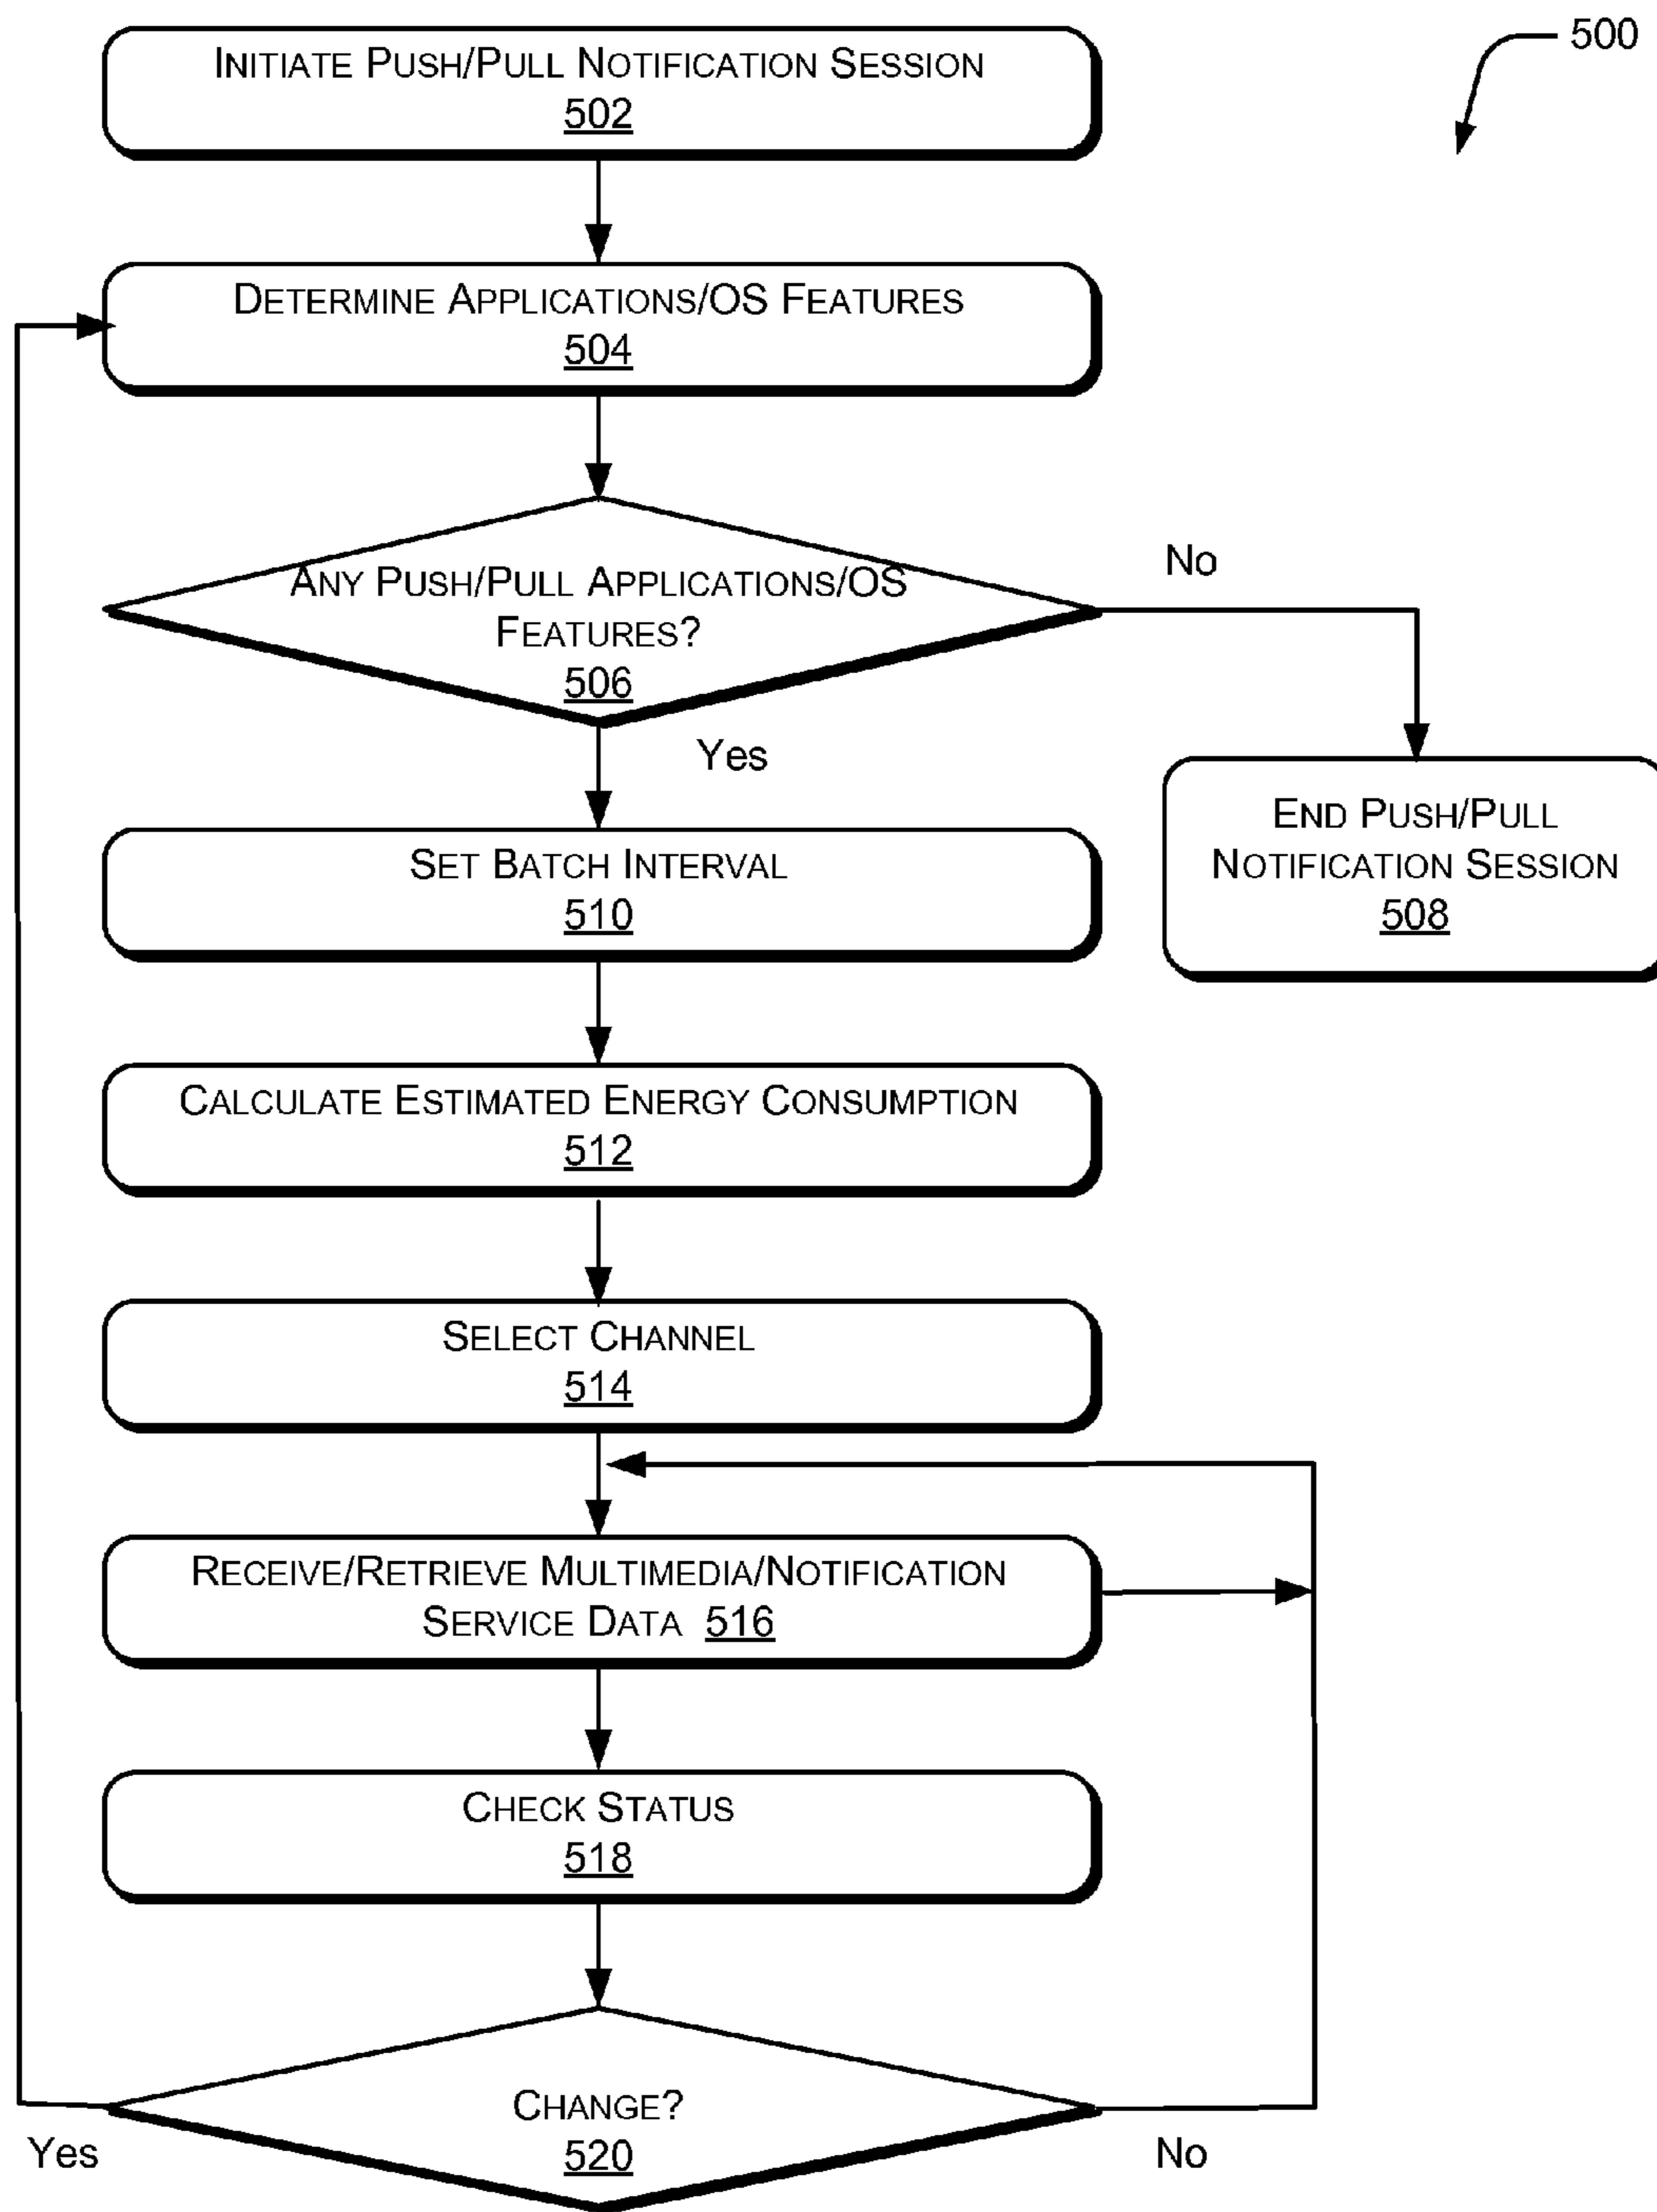 500
INITIATE PUSH/PULL NOTIFICATION SESSION
502
DETERMINE APPLICATIONS/OS FEATURES
504
ANY PUSH/PULL APPLICATIONS/OS
FEATURES?
506
No
Yes
END PUSH/PULL
NOTIFICATION SESSION
508
SET BATCH INTERVAL
510
CALCULATE ESTIMATED ENERGY CONSUMPTION
512
SELECT CHANNEL
514
RECEIVE/RETRIEVE MULTIMEDIA/NOTIFICATION
SERVICE DATA 516
CHECK STATUS
518
CHANGE?
520
Yes
No